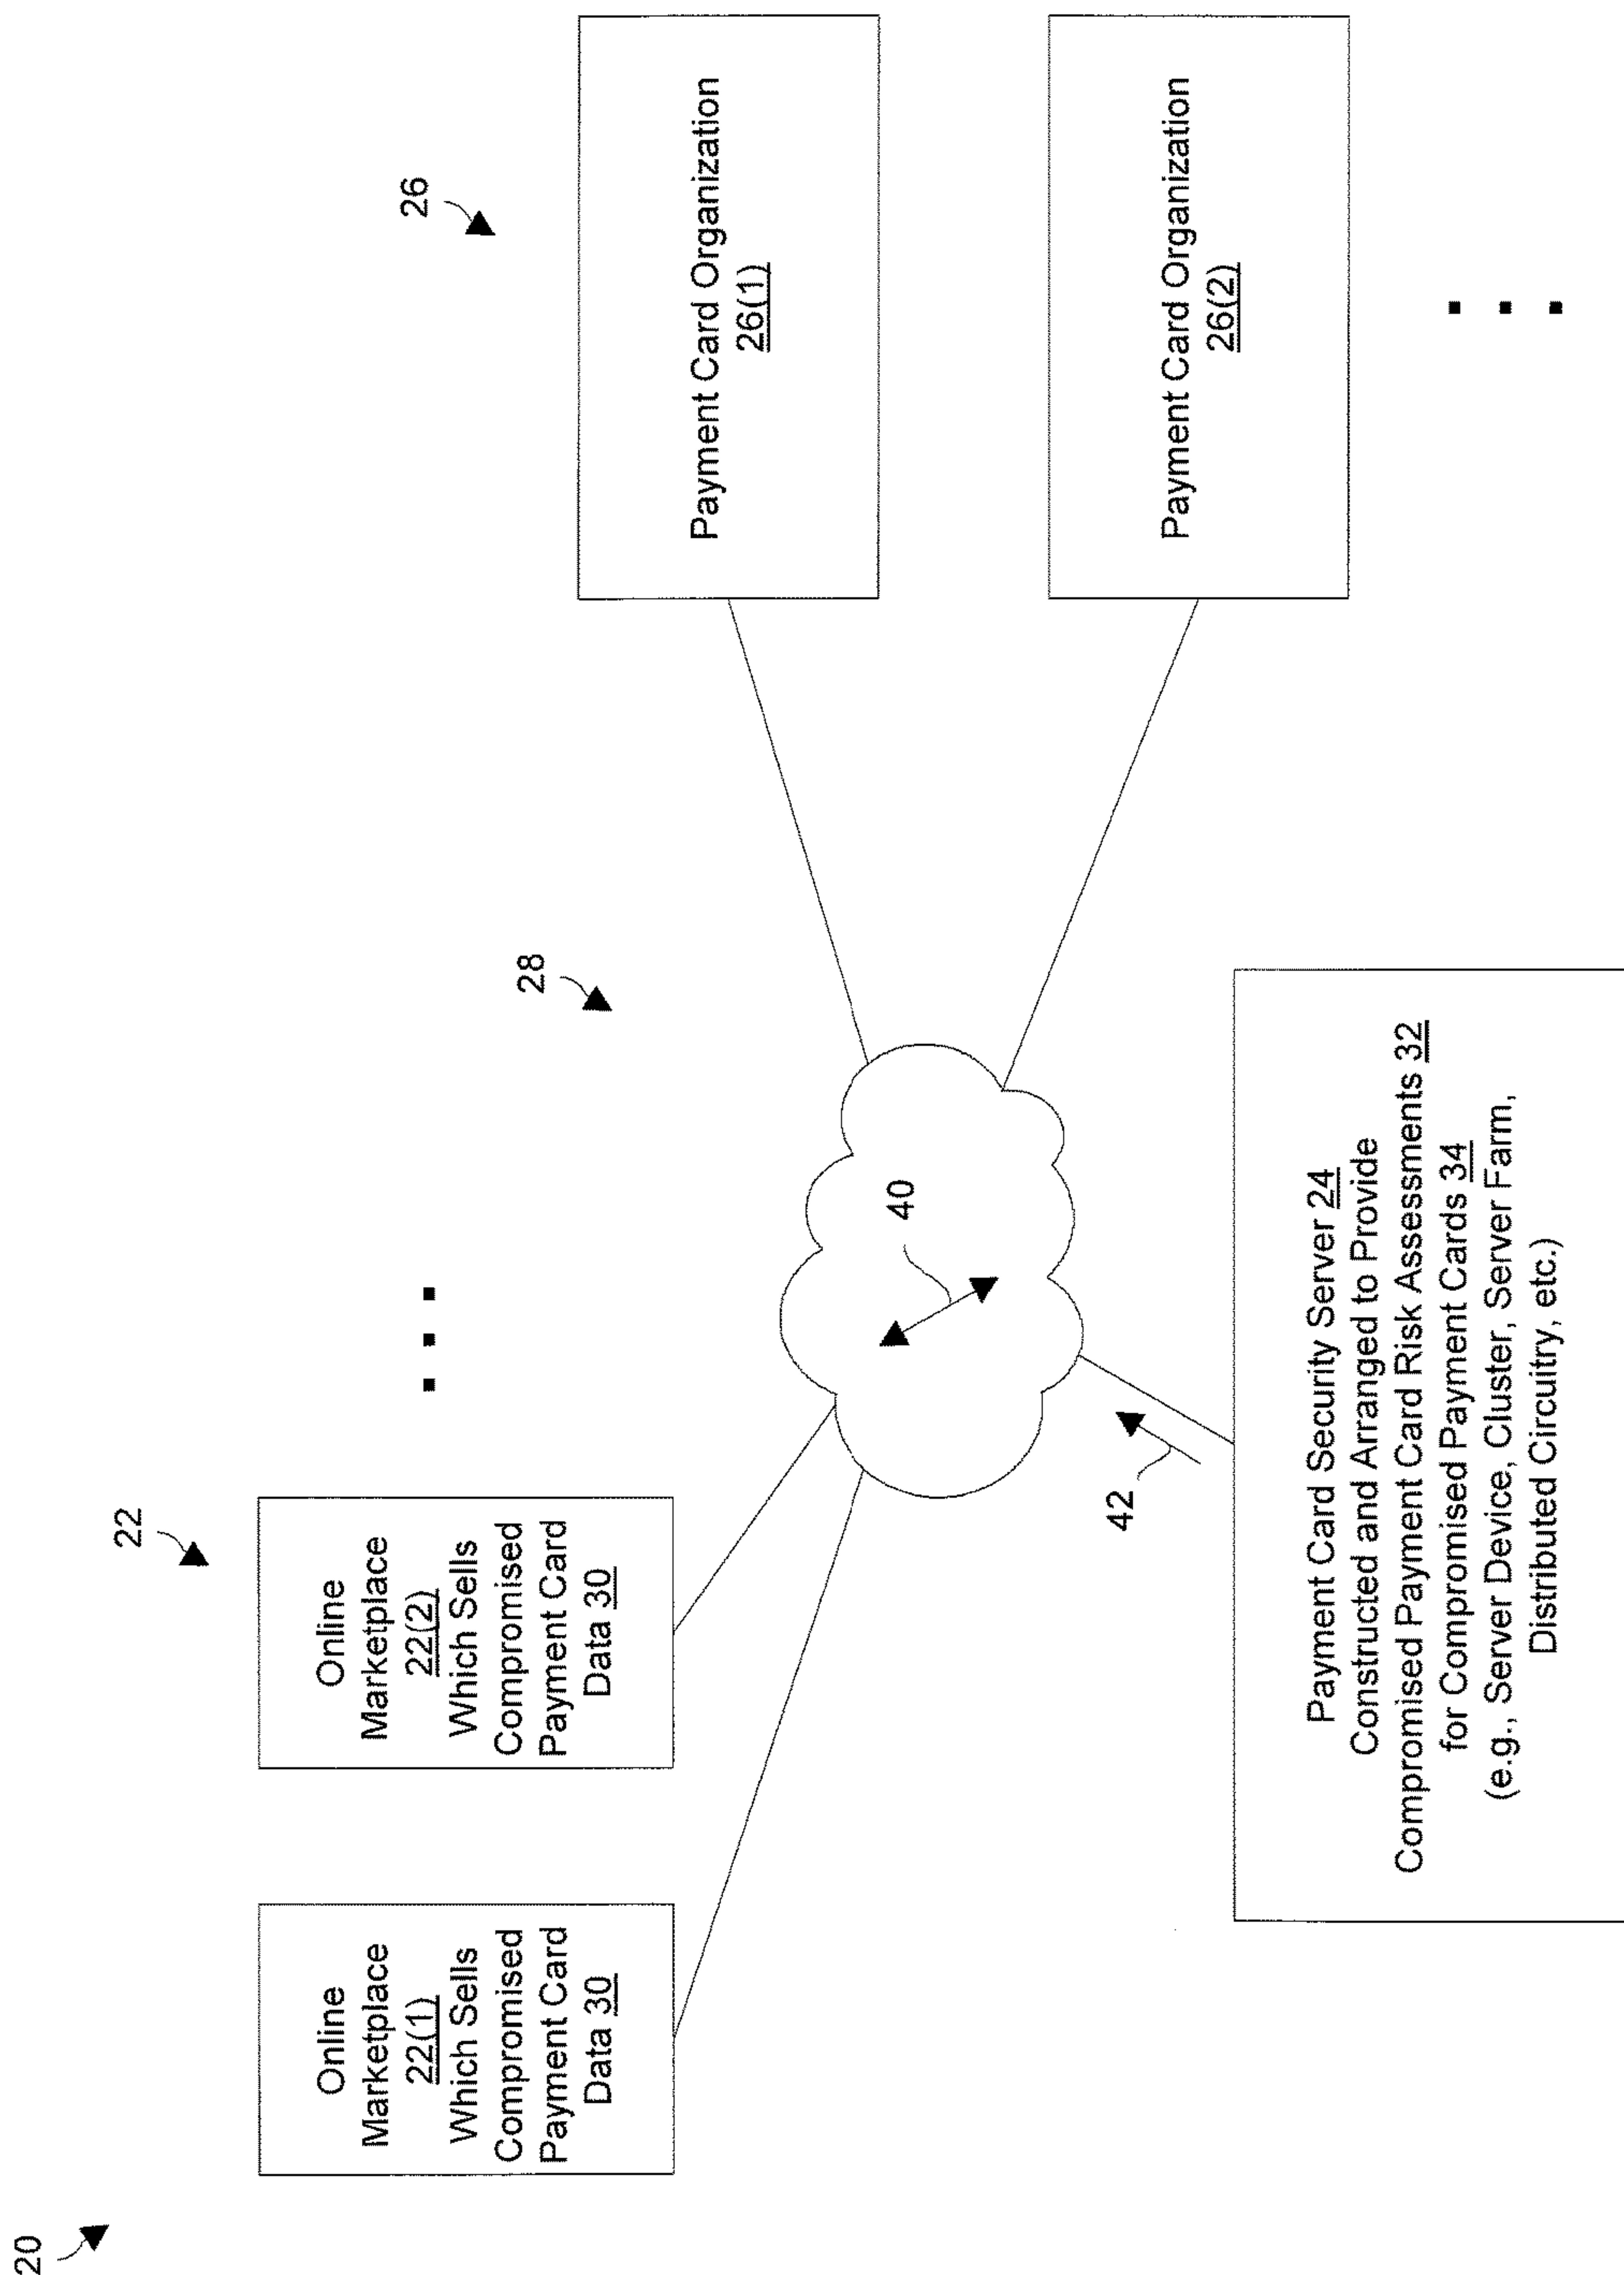 20
22
26
28
Online
Marketplace
22(1)
Which Sells
Compromised
Payment Card
Data 30
Online
Marketplace
22(2)
Which Sells
Compromised
Payment Card
Data 30
Payment Card Organization
26(1)
Payment Card Organization
26(2)
40
42
Payment Card Security Server 24
Constructed and Arranged to Provide
Compromised Payment Card Risk Assessments 32
for Compromised Payment Cards 34
(e.g., Server Device, Cluster, Server Farm,
Distributed Circuitry, etc.)